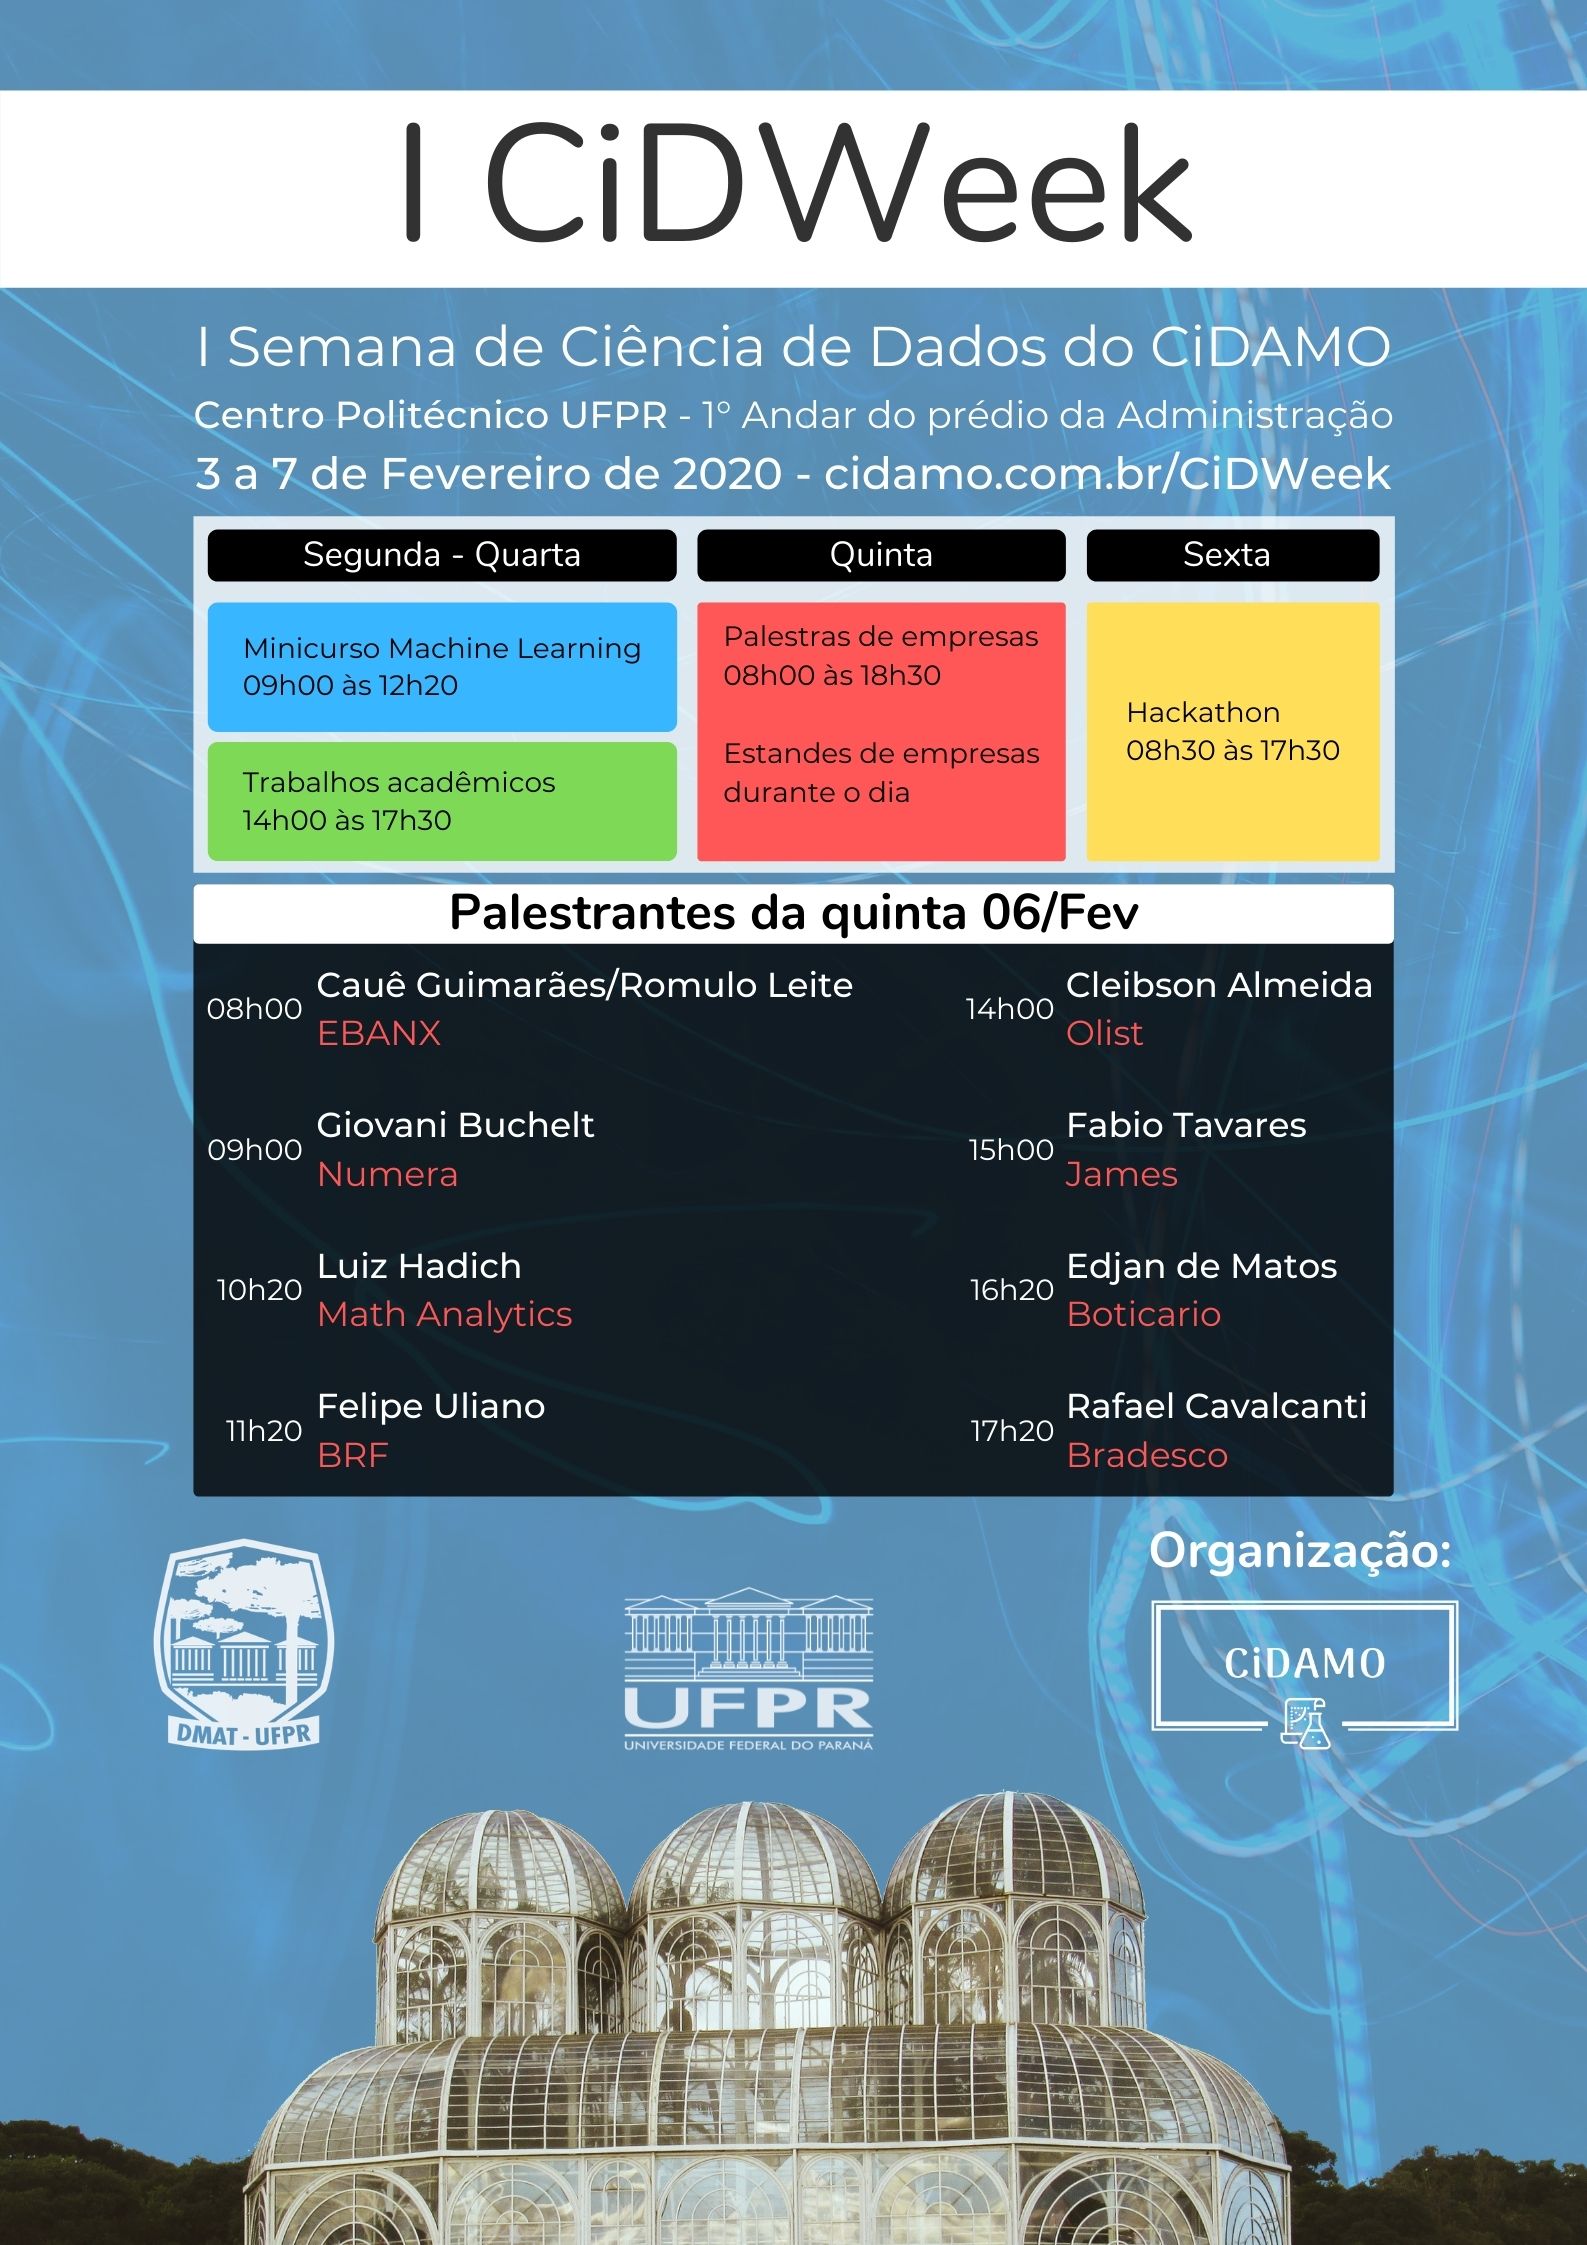 I CiDWeek
I Semana de Ciência de Dados do CiDAMO
Centro Politécnico UFPR - 1° Andar do prédio da Administração
3 a 7 de Fevereiro de 2020 - cidamo.com.br/CiDWeek
Segunda - Quarta
Minicurso Machine Learning
09h00 às 12h20
Trabalhos acadêmicos
14h00 às 17h30
Quinta
Palestras de empresas
08h00 às 18h30
Estandes de empresas
durante o dia
Sexta
Hackathon
08h30 às 17h30
Palestrantes da quinta 06/Fev
08h00
Cauê Guimarães/Romulo Leite
EBANX
09h00
Giovani Buchelt
Numera
10h20
Luiz Hadich
Math Analytics
11h20
Felipe Uliano
BRF
14h00
Cleibson Almeida
Olist
15h00
Fabio Tavares
James
16h20
Edjan de Matos
Boticario
17h20
Rafael Cavalcanti
Bradesco
DMAT - UFPR
UFPR
UNIVERSIDADE FEDERAL DO PARANÁ
Organização:
CiDAMO